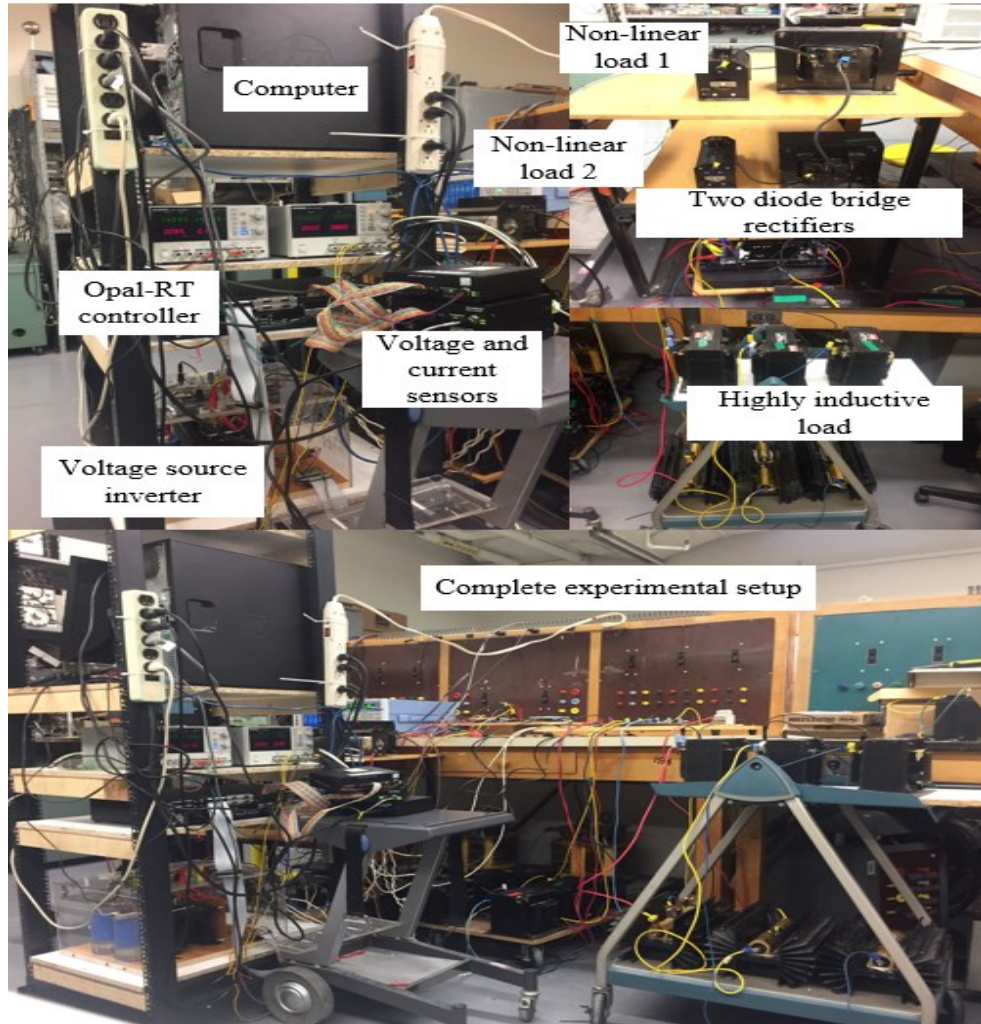 Computer
Non-linear
load 1
Non-linear
load 2
Two diode bridge
rectifiers
Opal-RT
controller
Voltage and
current
sensors
Highly inductive
load
Voltage source
inverter
Complete experimental setup